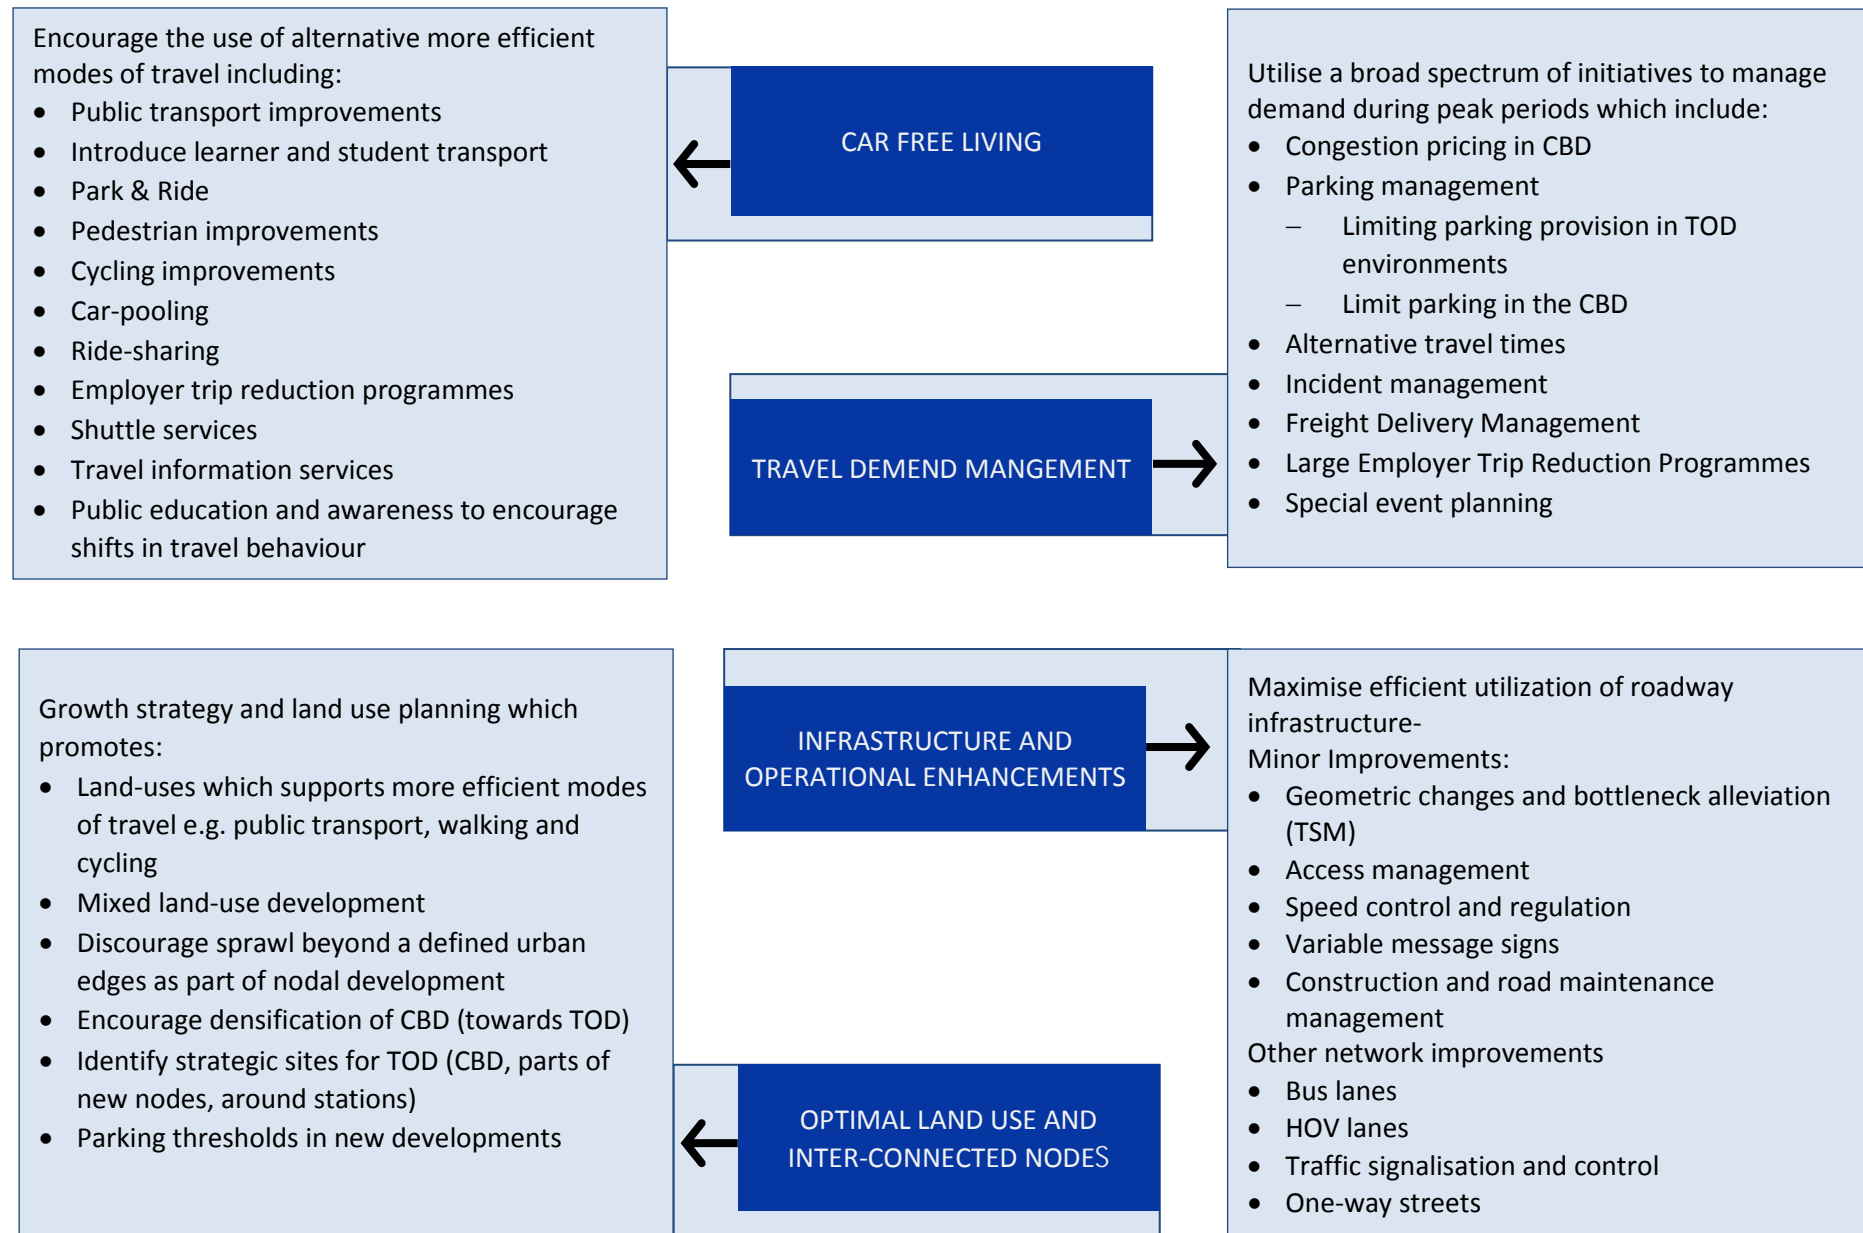 Encourage the use of alternative more efficient
modes of travel including:
• Public transport improvements
• Introduce learner and student transport
• Park & Ride
• Pedestrian improvements
• Cycling improvements
• Car-pooling
• Ride-sharing
• Employer trip reduction programmes
• Shuttle services
• Travel information services
• Public education and awareness to encourage
shifts in travel behaviour
CAR FREE LIVING
Utilise a broad spectrum of initiatives to manage
demand during peak periods which include:
• Congestion pricing in CBD
• Parking management
– Limiting parking provision in TOD
environments
– Limit parking in the CBD
• Alternative travel times
• Incident management
• Freight Delivery Management
• Large Employer Trip Reduction Programmes
• Special event planning
TRAVEL DEMEND MANGEMENT
Growth strategy and land use planning which
promotes:
• Land-uses which supports more efficient modes
of travel e.g. public transport, walking and
cycling
• Mixed land-use development
• Discourage sprawl beyond a defined urban
edges as part of nodal development
• Encourage densification of CBD (towards TOD)
• Identify strategic sites for TOD (CBD, parts of
new nodes, around stations)
• Parking thresholds in new developments
INFRASTRUCTURE AND
OPERATIONAL ENHANCEMENTS
Maximise efficient utilization of roadway
infrastructure-
Minor Improvements:
• Geometric changes and bottleneck alleviation
(TSM)
• Access management
• Speed control and regulation
• Variable message signs
• Construction and road maintenance
management
Other network improvements
• Bus lanes
• HOV lanes
• Traffic signalisation and control
• One-way streets
OPTIMAL LAND USE AND
INTER-CONNECTED NODES